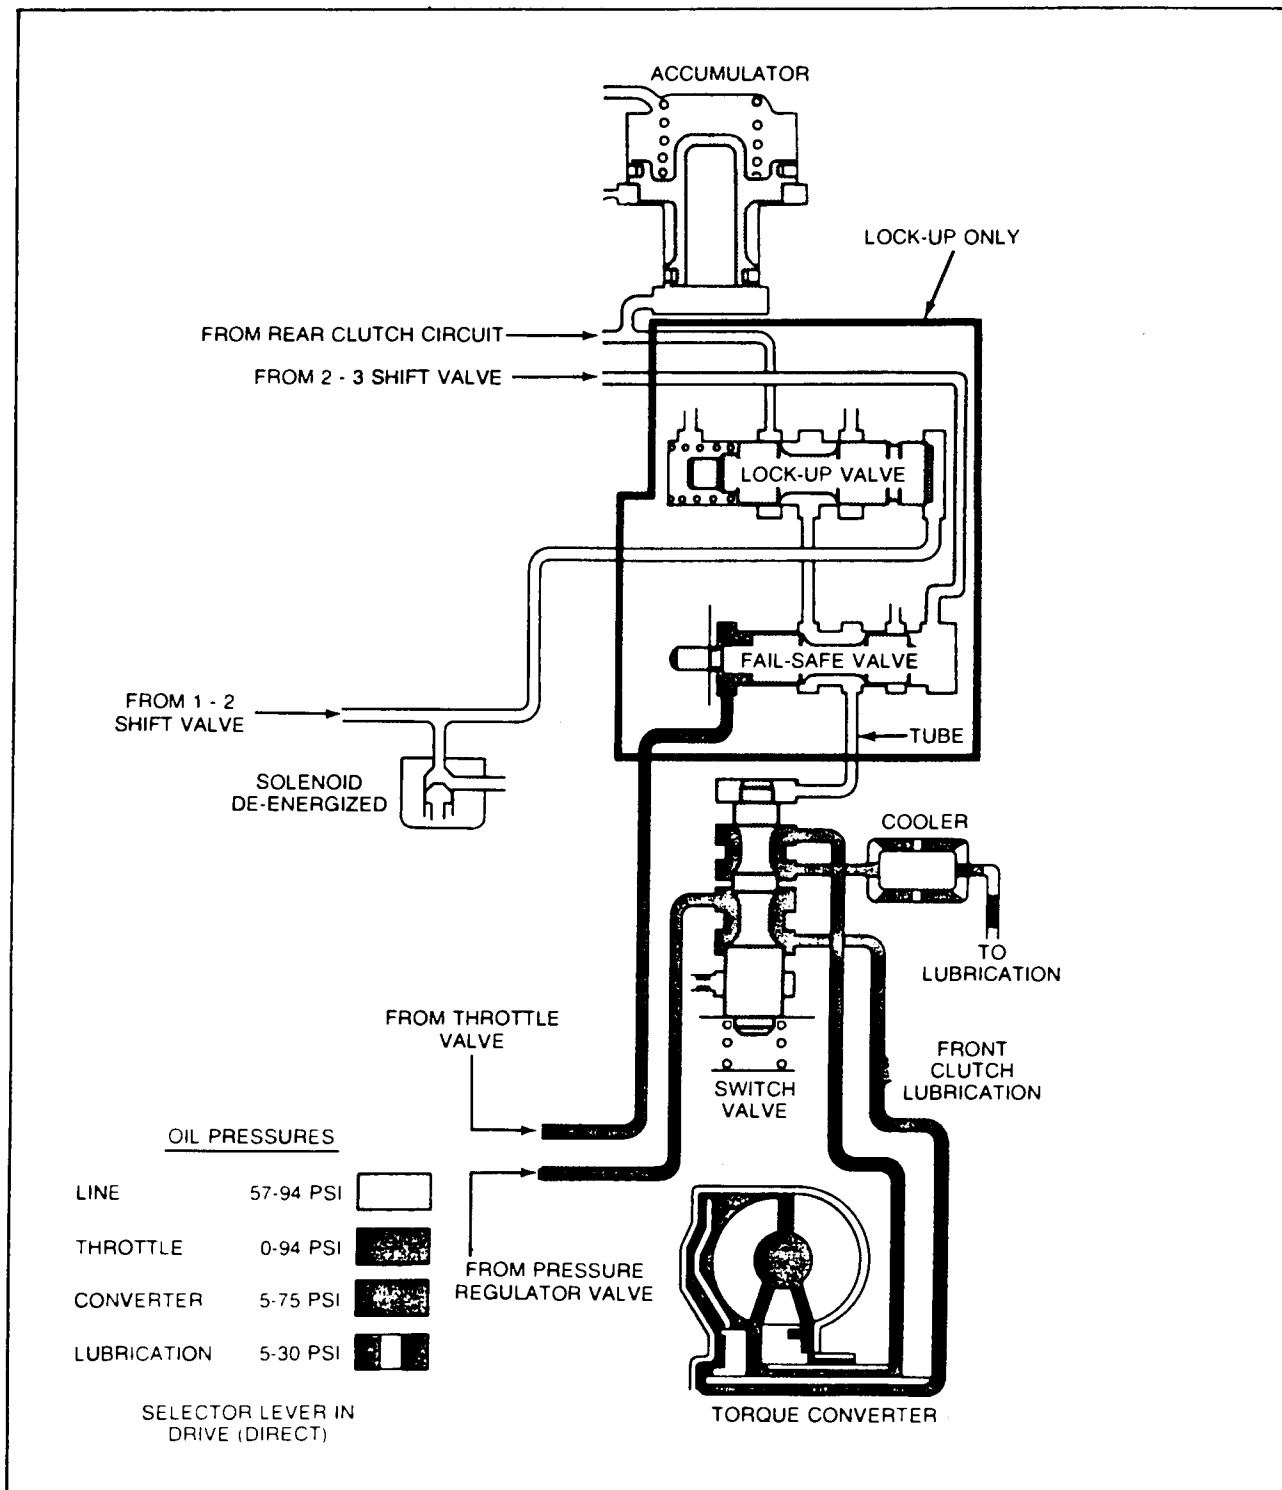 ACCUMULATOR
LOCK-UP ONLY
FROM REAR CLUTCH CIRCUIT
FROM 2 - 3 SHIFT VALVE
LOCK-UP VALVE
FAIL-SAFE VALVE
FROM 1 - 2
SHIFT VALVE
TUBE
SOLENOID
DE-ENERGIZED
COOLER
TO
LUBRICATION
FROM THROTTLE
VALVE
FRONT
CLUTCH
LUBRICATION
SWITCH
VALVE
OIL PRESSURES
LINE 57-94 PSI
THROTTLE 0-94 PSI
CONVERTER 5-75 PSI
LUBRICATION 5-30 PSI
FROM PRESSURE
REGULATOR VALVE
SELECTOR LEVER IN
DRIVE (DIRECT)
TORQUE CONVERTER